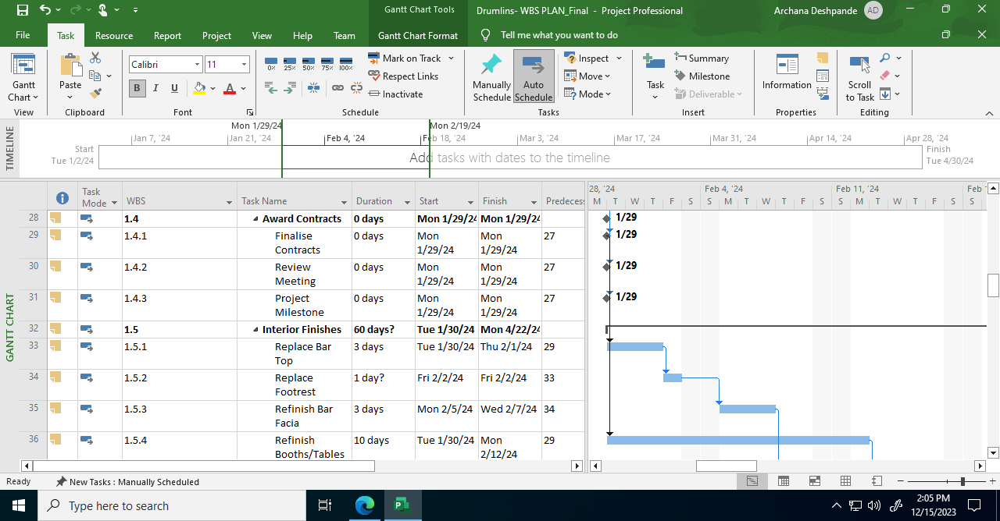 Gantt Chart Tools
Drumlins- WBS PLAN_Final - Project Professional
Archana Deshpande
AD
File
Task
Resource
Report
Project
View
Help
Team
Gantt Chart Format
Tell me what you want to do
Gantt
Chart
View
Paste
Clipboard
Calibri
11
B I U
A
Font
0% 25% 50% 75% 100%
Mark on Track
Respect Links
Inactivate
Schedule
Manually
Schedule
Auto
Schedule
Inspect
Move
Mode
Tasks
Task
Summary
Milestone
Deliverable
Insert
Information
Properties
Scroll
to Task
Editing
TIMELINE
Mon 1/29/24
Mon 2/19/24
Jan 7, '24
Jan 21, '24
Feb 4, '24
Feb 18, '24
Mar 3, '24
Mar 17, '24
Mar 31, '24
Apr 14, '24
Apr 28, '24
Start
Tue 1/2/24
Add tasks with dates to the timeline
Finish
Tue 4/30/24
GANTT CHART
Task
Mode
WBS
Task Name
Duration
Start
Finish
Predecess
28, '24
Feb 4, '24
Feb 11, '24
Feb 1
M T W T F S S M T W T F S S M T W T F S S
28 1.4 Award Contracts 0 days Mon 1/29/24 Mon 1/29/24
1/29
29 1.4.1 Finalise Contracts 0 days Mon 1/29/24 Mon 1/29/24 27
1/29
30 1.4.2 Review Meeting 0 days Mon 1/29/24 Mon 1/29/24 27
1/29
31 1.4.3 Project Milestone 0 days Mon 1/29/24 Mon 1/29/24 27
1/29
32 1.5 Interior Finishes 60 days? Tue 1/30/24 Mon 4/22/24
33 1.5.1 Replace Bar Top 3 days Tue 1/30/24 Thu 2/1/24 29
34 1.5.2 Replace Footrest 1 day? Fri 2/2/24 Fri 2/2/24 33
35 1.5.3 Refinish Bar Facia 3 days Mon 2/5/24 Wed 2/7/24 34
36 1.5.4 Refinish Booths/Tables 10 days Tue 1/30/24 Mon 2/12/24 29
Ready
New Tasks : Manually Scheduled
Type here to search
2:05 PM
12/15/2023